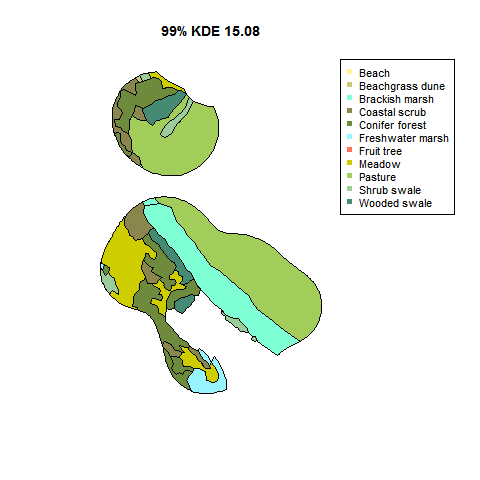 99% KDE 15.08
Beach
Beachgrass dune
Brackish marsh
Coastal scrub
Conifer forest
Freshwater marsh
Fruit tree
Meadow
Pasture
Shrub swale
Wooded swale